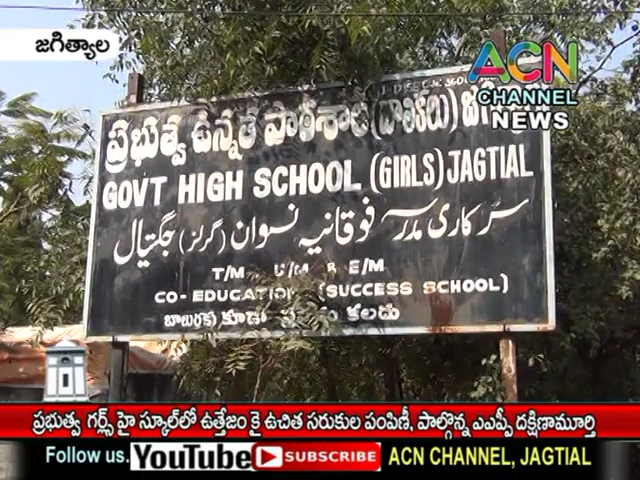 జగిత్యాల
ACN
CHANNEL
NEWS
ప్రభుత్వ ఉన్నత పాఠశాల (బాలికలు)
GOVT HIGH SCHOOL (GIRLS) JAGTIAL
سرکاری مدرسہ فوقانیہ نسواں (گرلز) جگتیال
T/M U/M & E/M
CO-EDUCATION (SUCCESS SCHOOL)
బాలురకు కూడా కలదు
ప్రభుత్వ గర్ల్స్ హై స్కూల్‌లో ఉత్తేజం కై ఉచిత సరుకుల పంపిణీ, పాల్గొన్న ఎఎప్పీ దక్షిణామూర్తి
Follow us. YouTube SUBSCRIBE ACN CHANNEL, JAGTIAL